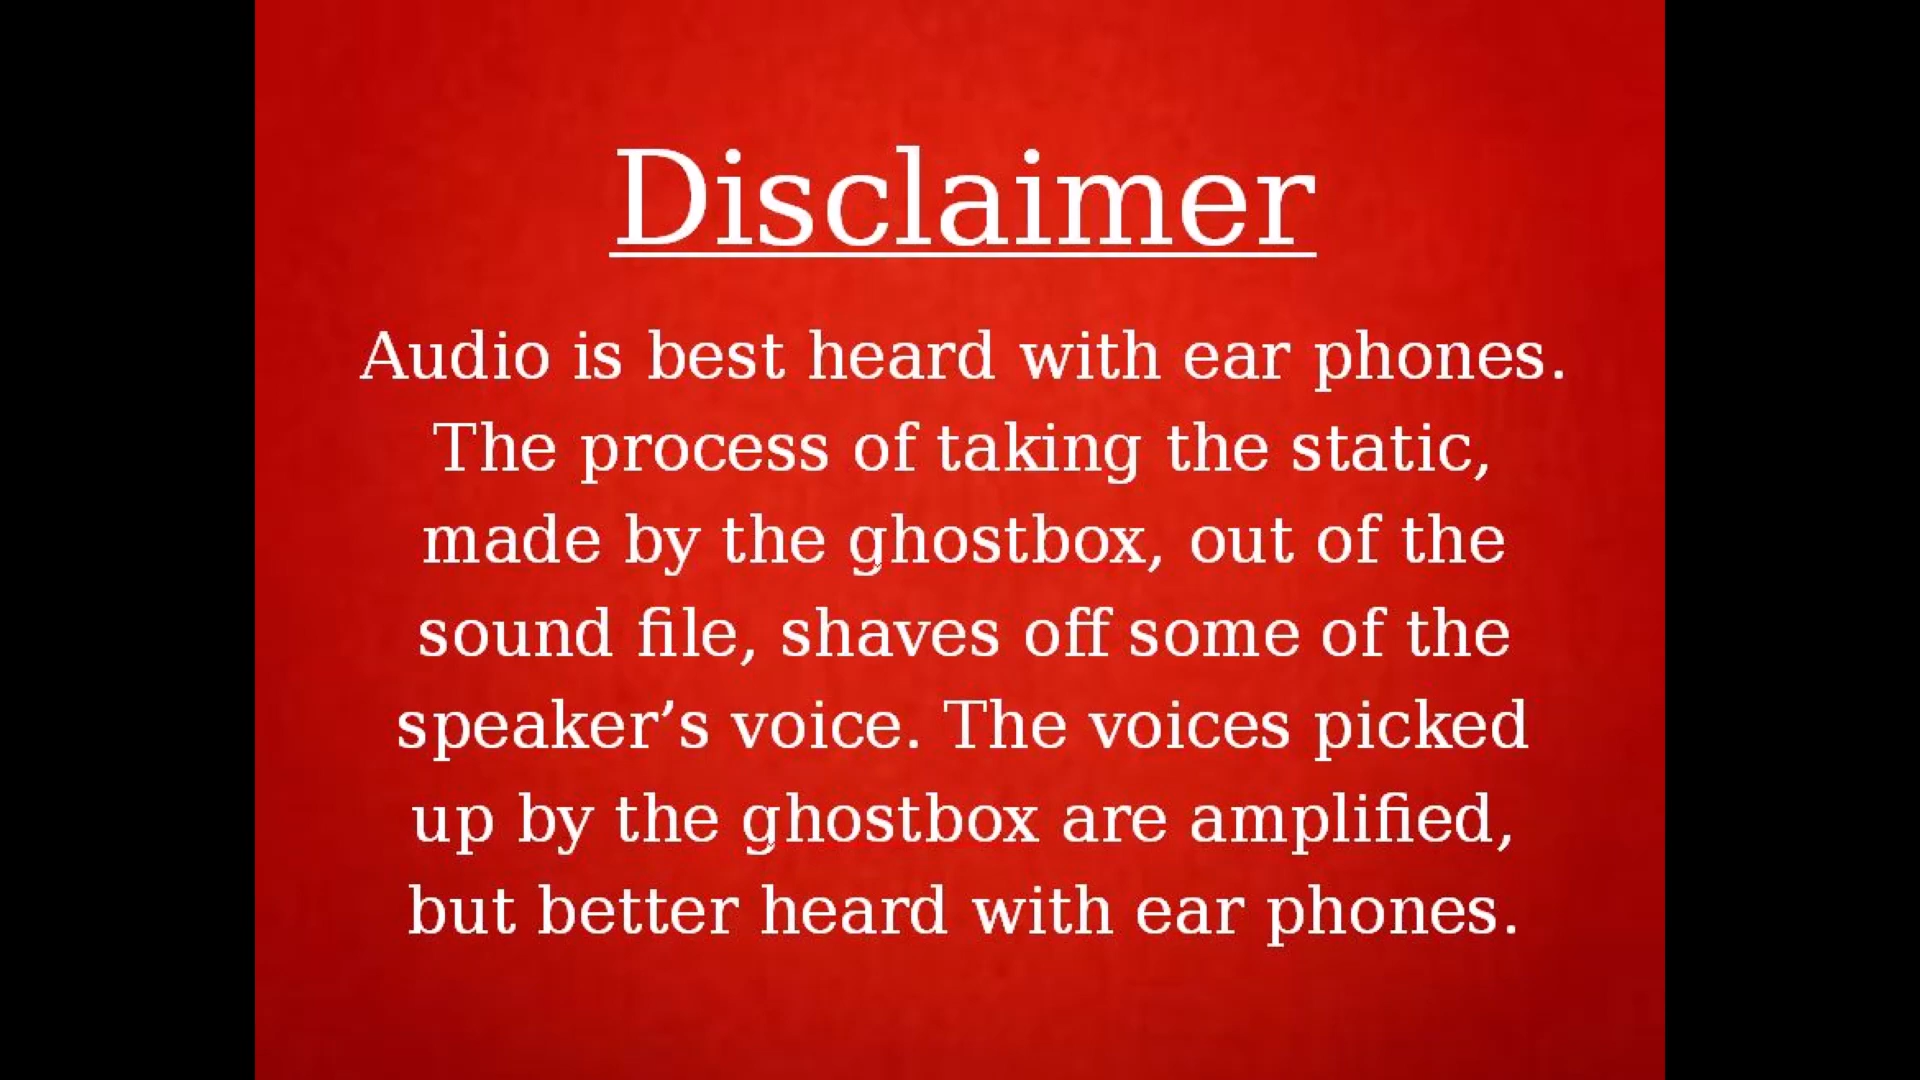 Disclaimer
Audio is best heard with ear phones.
The process of taking the static,
made by the ghostbox, out of the
sound file, shaves off some of the
speaker’s voice. The voices picked
up by the ghostbox are amplified,
but better heard with ear phones.